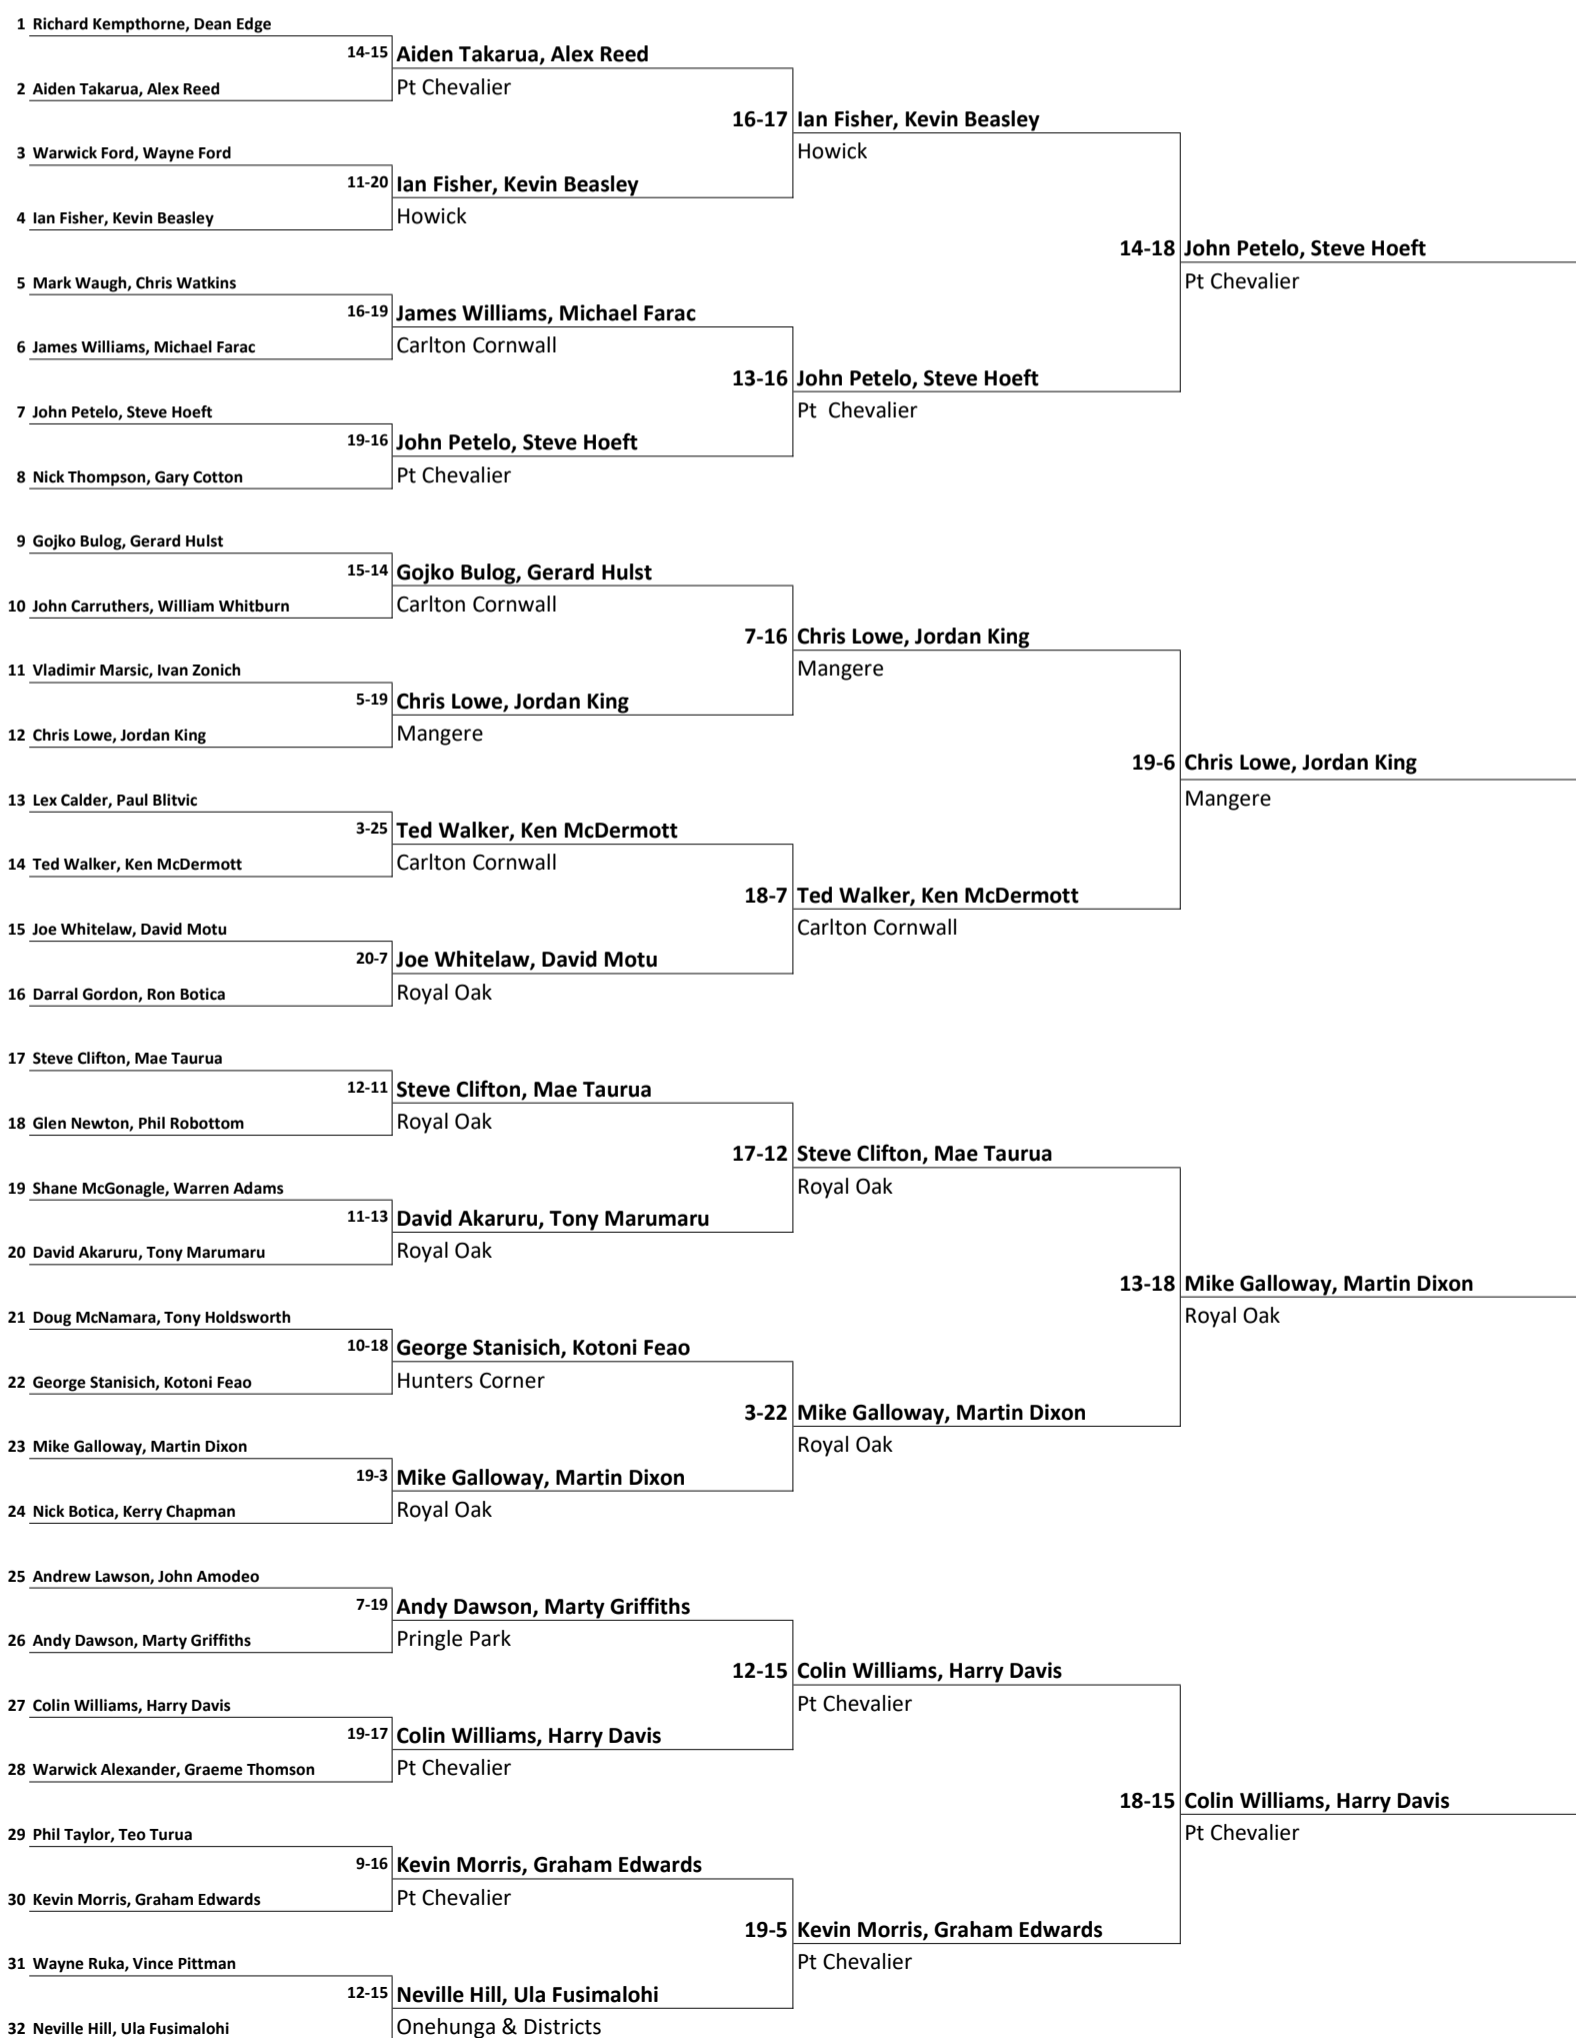 1 Richard Kempthorne, Dean Edge
14-15 Aiden Takarua, Alex Reed
2 Aiden Takarua, Alex Reed
Pt Chevalier
16-17 Ian Fisher, Kevin Beasley
3 Warwick Ford, Wayne Ford
Howick
11-20 Ian Fisher, Kevin Beasley
4 Ian Fisher, Kevin Beasley
Howick
14-18 John Petelo, Steve Hoeft
5 Mark Waugh, Chris Watkins
Pt Chevalier
16-19 James Williams, Michael Farac
6 James Williams, Michael Farac
Carlton Cornwall
13-16 John Petelo, Steve Hoeft
7 John Petelo, Steve Hoeft
Pt  Chevalier
19-16 John Petelo, Steve Hoeft
8 Nick Thompson, Gary Cotton
Pt Chevalier
9 Gojko Bulog, Gerard Hulst
15-14 Gojko Bulog, Gerard Hulst
10 John Carruthers, William Whitburn
Carlton Cornwall
7-16 Chris Lowe, Jordan King
11 Vladimir Marsic, Ivan Zonich
Mangere
5-19 Chris Lowe, Jordan King
12 Chris Lowe, Jordan King
Mangere
19-6 Chris Lowe, Jordan King
13 Lex Calder, Paul Blitvic
Mangere
3-25 Ted Walker, Ken McDermott
14 Ted Walker, Ken McDermott
Carlton Cornwall
18-7 Ted Walker, Ken McDermott
15 Joe Whitelaw, David Motu
Carlton Cornwall
20-7 Joe Whitelaw, David Motu
16 Darral Gordon, Ron Botica
Royal Oak
17 Steve Clifton, Mae Taurua
12-11 Steve Clifton, Mae Taurua
18 Glen Newton, Phil Robottom
Royal Oak
17-12 Steve Clifton, Mae Taurua
19 Shane McGonagle, Warren Adams
Royal Oak
11-13 David Akaruru, Tony Marumaru
20 David Akaruru, Tony Marumaru
Royal Oak
13-18 Mike Galloway, Martin Dixon
21 Doug McNamara, Tony Holdsworth
Royal Oak
10-18 George Stanisich, Kotoni Feao
22 George Stanisich, Kotoni Feao
Hunters Corner
3-22 Mike Galloway, Martin Dixon
23 Mike Galloway, Martin Dixon
Royal Oak
19-3 Mike Galloway, Martin Dixon
24 Nick Botica, Kerry Chapman
Royal Oak
25 Andrew Lawson, John Amodeo
7-19 Andy Dawson, Marty Griffiths
26 Andy Dawson, Marty Griffiths
Pringle Park
12-15 Colin Williams, Harry Davis
27 Colin Williams, Harry Davis
Pt Chevalier
19-17 Colin Williams, Harry Davis
28 Warwick Alexander, Graeme Thomson
Pt Chevalier
18-15 Colin Williams, Harry Davis
29 Phil Taylor, Teo Turua
Pt Chevalier
9-16 Kevin Morris, Graham Edwards
30 Kevin Morris, Graham Edwards
Pt Chevalier
19-5 Kevin Morris, Graham Edwards
31 Wayne Ruka, Vince Pittman
Pt Chevalier
12-15 Neville Hill, Ula Fusimalohi
32 Neville Hill, Ula Fusimalohi
Onehunga & Districts